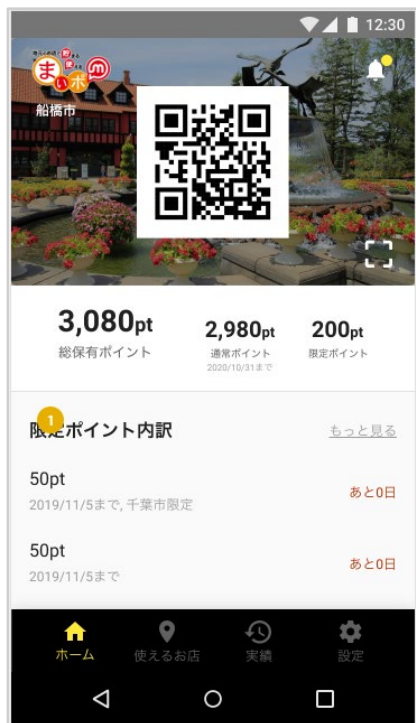 12:30
まいポ
船橋市
3,080pt
総保有ポイント
2,980pt
通常ポイント
2020/10/31まで
200pt
限定ポイント
1
限定ポイント内訳
もっと見る
50pt
2019/11/5まで, 千葉市限定
あと0日
50pt
2019/11/5まで
あと0日
ホーム
使えるお店
実績
設定